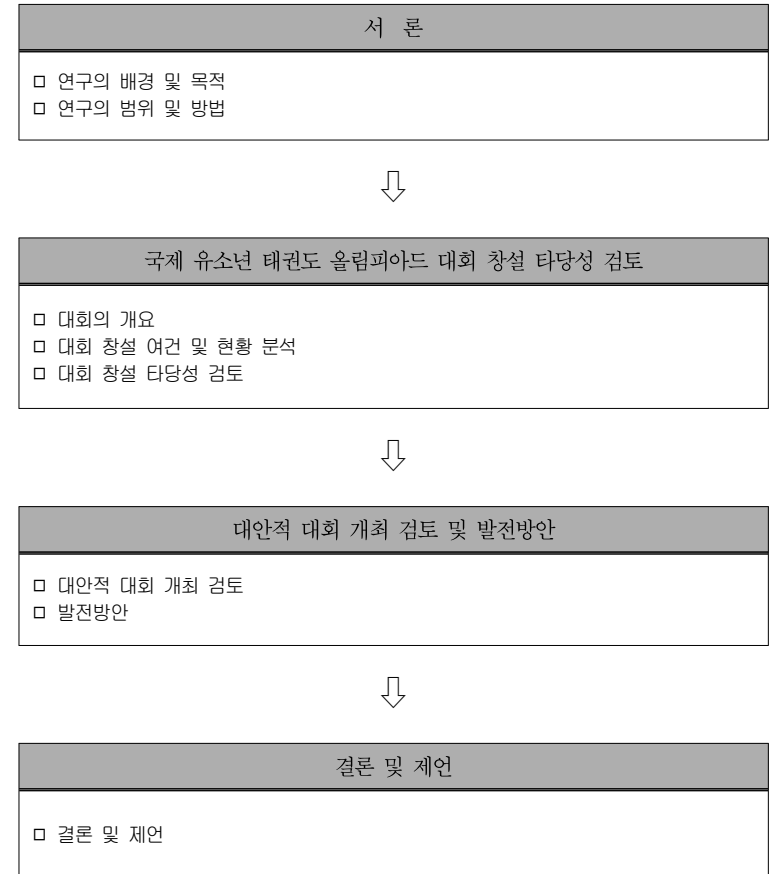 서 론
□ 연구의 배경 및 목적
□ 연구의 범위 및 방법
국제 유소년 태권도 올림피아드 대회 창설 타당성 검토
□ 대회의 개요
□ 대회 창설 여건 및 현황 분석
□ 대회 창설 타당성 검토
대안적 대회 개최 검토 및 발전방안
□ 대안적 대회 개최 검토
□ 발전방안
결론 및 제언
□ 결론 및 제언